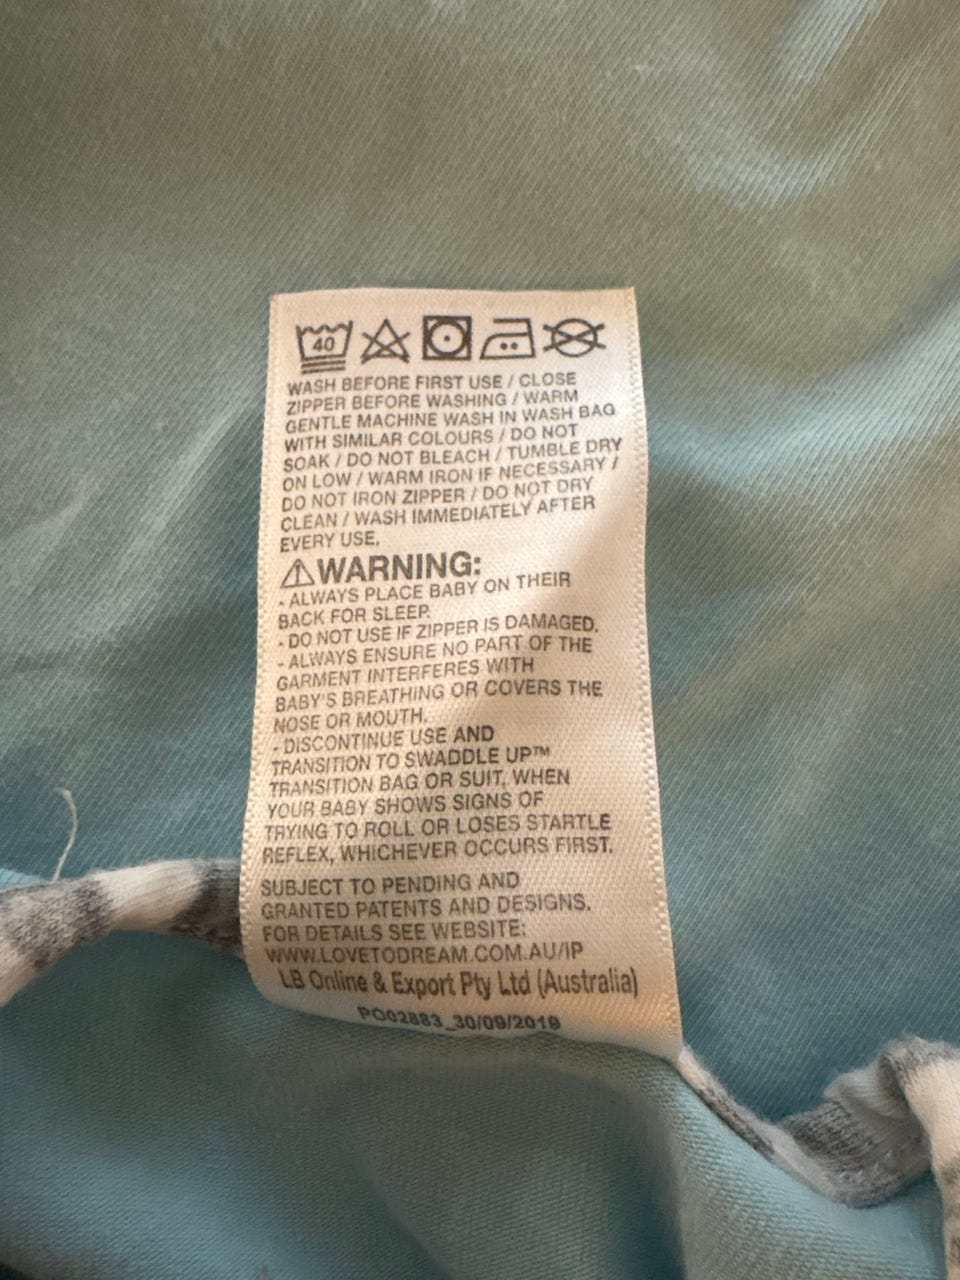 40
WASH BEFORE FIRST USE / CLOSE
ZIPPER BEFORE WASHING / WARM
GENTLE MACHINE WASH IN WASH BAG
WITH SIMILAR COLOURS / DO NOT
SOAK / DO NOT BLEACH / TUMBLE DRY
ON LOW / WARM IRON IF NECESSARY /
DO NOT IRON ZIPPER / DO NOT DRY
CLEAN / WASH IMMEDIATELY AFTER
EVERY USE.
⚠WARNING:
- ALWAYS PLACE BABY ON THEIR
BACK FOR SLEEP.
- DO NOT USE IF ZIPPER IS DAMAGED.
- ALWAYS ENSURE NO PART OF THE
GARMENT INTERFERES WITH
BABY'S BREATHING OR COVERS THE
NOSE OR MOUTH.
- DISCONTINUE USE AND
TRANSITION TO SWADDLE UP™
TRANSITION BAG OR SUIT, WHEN
YOUR BABY SHOWS SIGNS OF
TRYING TO ROLL OR LOSES STARTLE
REFLEX, WHICHEVER OCCURS FIRST.
SUBJECT TO PENDING AND
GRANTED PATENTS AND DESIGNS.
FOR DETAILS SEE WEBSITE:
WWW.LOVETODREAM.COM.AU/IP
LB Online & Export Pty Ltd (Australia)
PO02883_30/09/2019